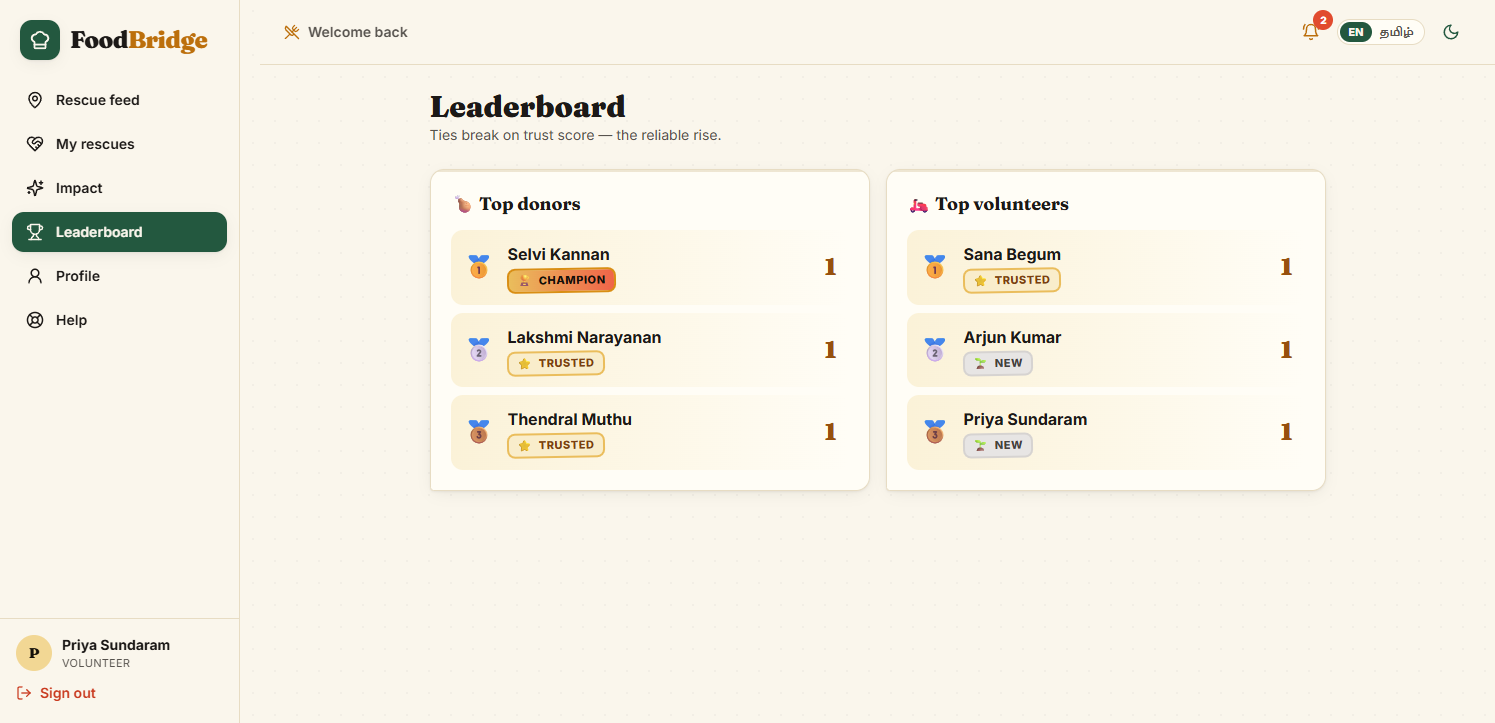 FoodBridge
Rescue feed
My rescues
Impact
Leaderboard
Profile
Help
Priya Sundaram
P
VOLUNTEER
Sign out
Welcome back
2
EN தமிழ்
Leaderboard
Ties break on trust score — the reliable rise.
Top donors
1 Selvi Kannan 1
CHAMPION
2 Lakshmi Narayanan 1
TRUSTED
3 Thendral Muthu 1
TRUSTED
Top volunteers
1 Sana Begum 1
TRUSTED
2 Arjun Kumar 1
NEW
3 Priya Sundaram 1
NEW